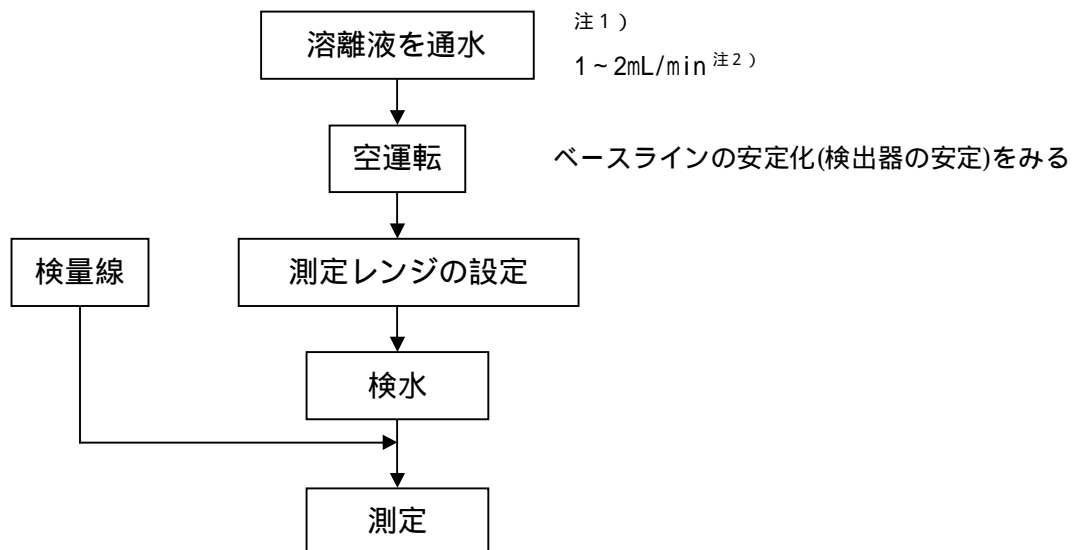 溶離液を通水
注1)
1~2mL/min 注2)
空運転
ベースラインの安定化(検出器の安定)をみる
検量線
測定レンジの設定
検水
測定